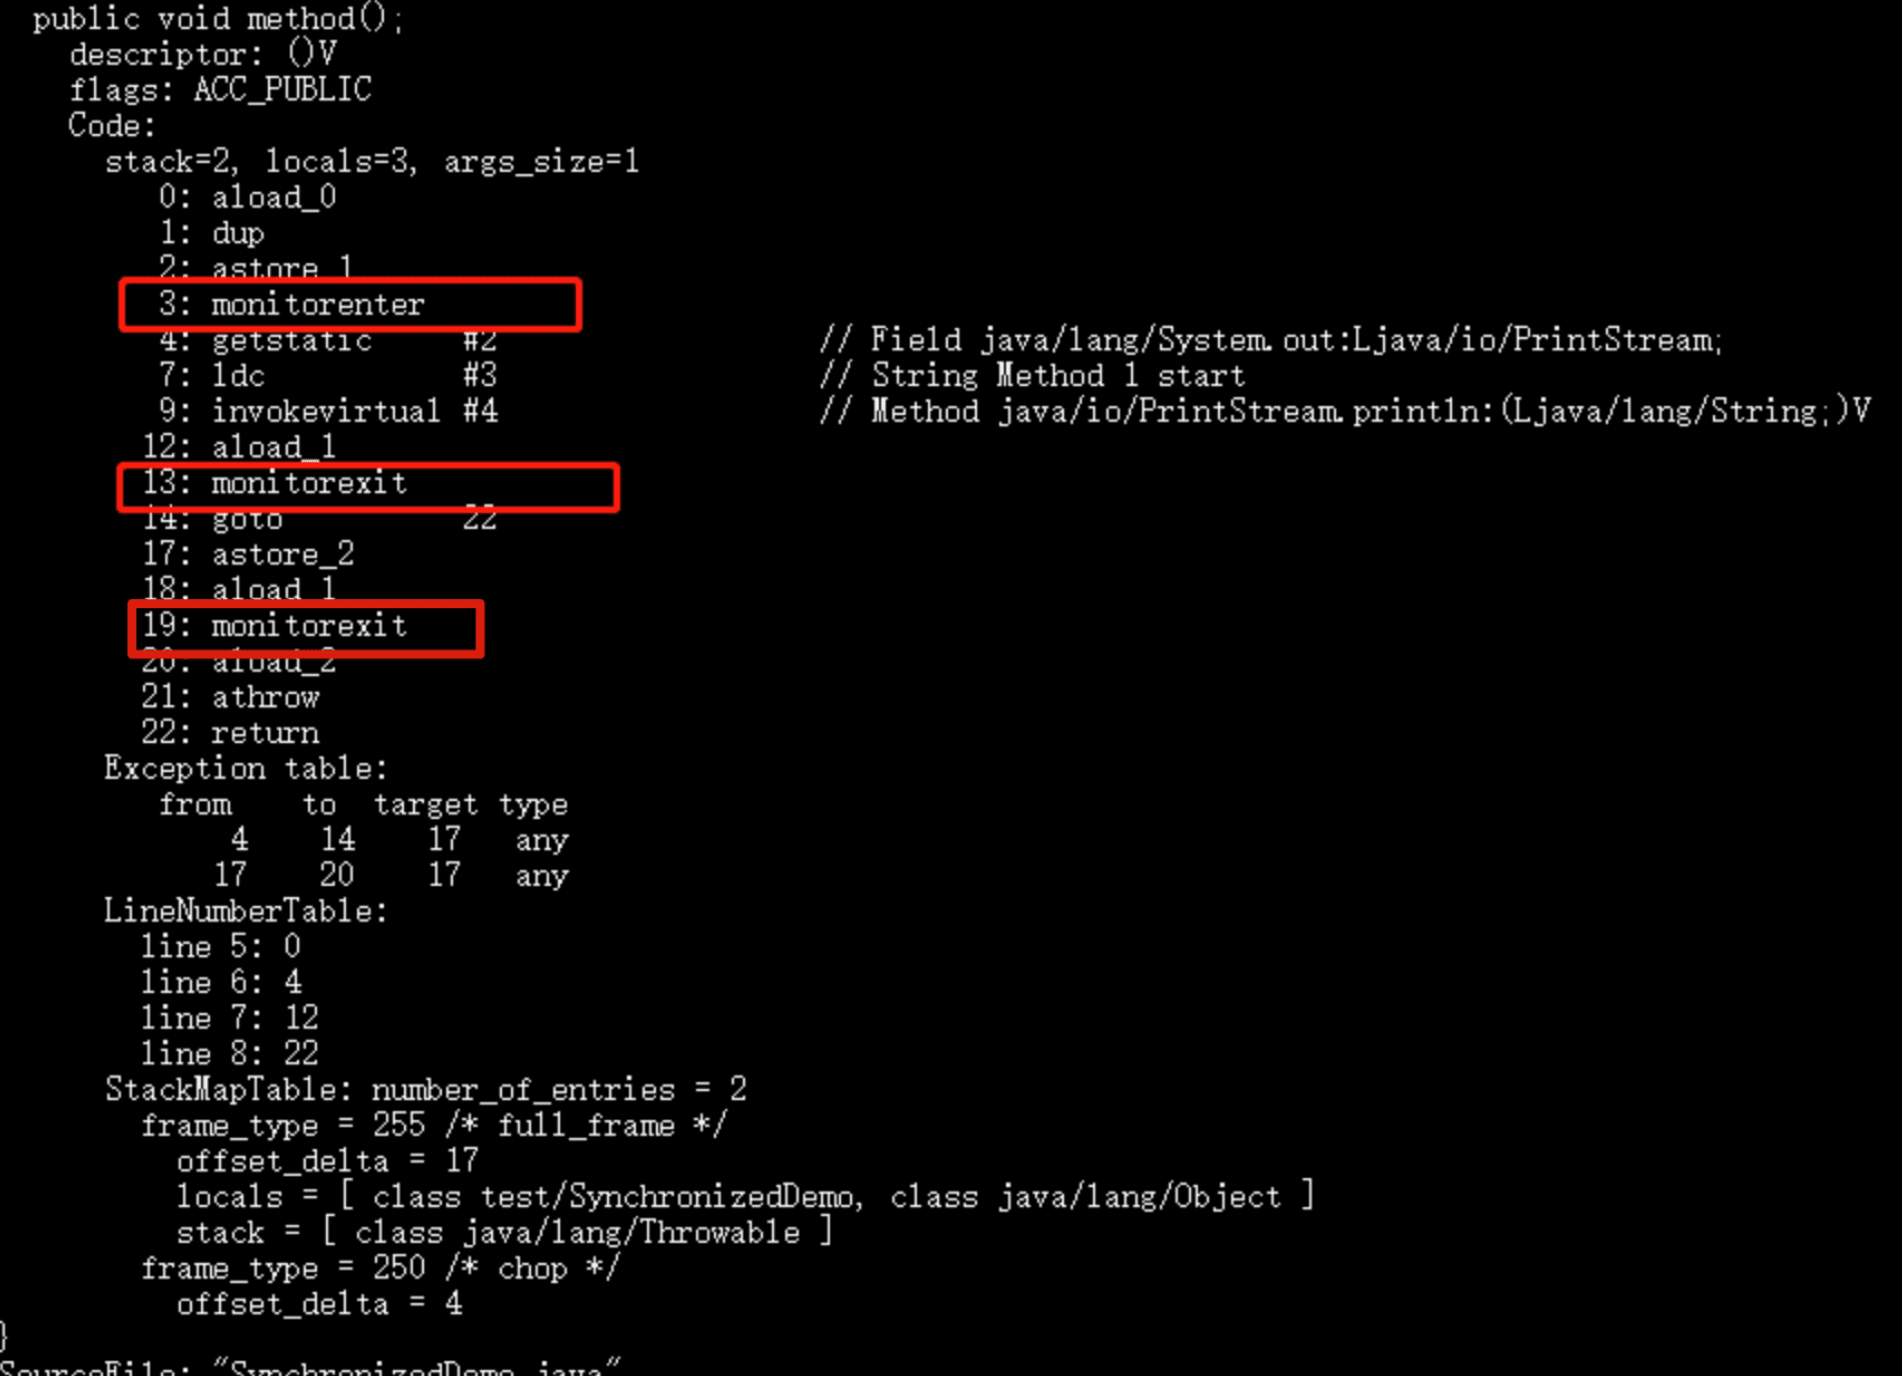 public void method();
descriptor: ()V
flags: ACC_PUBLIC
Code:
stack=2, locals=3, args_size=1
0: aload_0
1: dup
2: astore_1
3: monitorenter
4: getstatic #2 // Field java/lang/System.out:Ljava/io/PrintStream;
7: ldc #3 // String Method 1 start
9: invokevirtual #4 // Method java/io/PrintStream.println:(Ljava/lang/String;)V
12: aload_1
13: monitorexit
14: goto 22
17: astore_2
18: aload_1
19: monitorexit
20: aload_2
21: athrow
22: return
Exception table:
from to target type
4 14 17 any
17 20 17 any
LineNumberTable:
line 5: 0
line 6: 4
line 7: 12
line 8: 22
StackMapTable: number_of_entries = 2
frame_type = 255 /* full_frame */
offset_delta = 17
locals = [ class test/SynchronizedDemo, class java/lang/Object ]
stack = [ class java/lang/Throwable ]
frame_type = 250 /* chop */
offset_delta = 4
}
SourceFile: "SynchronizedDemo.java"